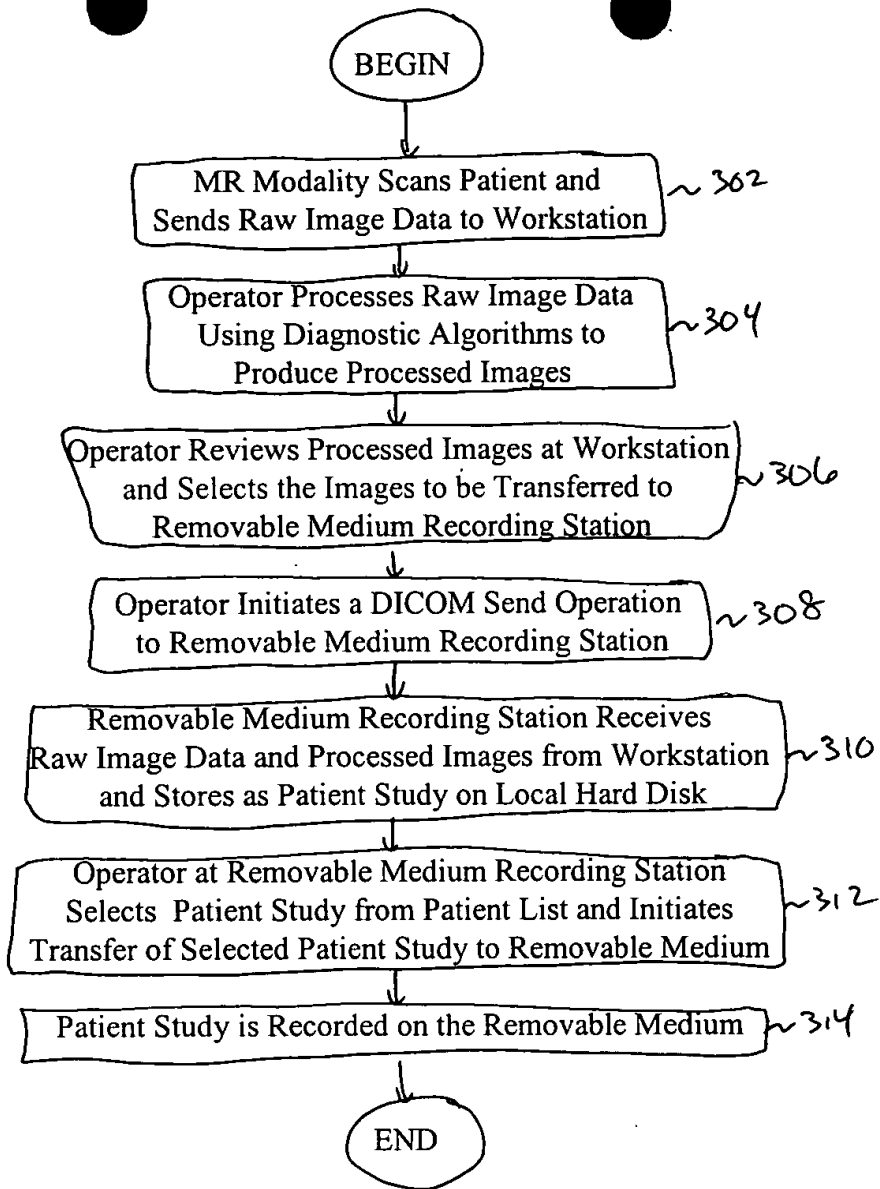 BEGIN
MR Modality Scans Patient and
Sends Raw Image Data to Workstation
~302
Operator Processes Raw Image Data
Using Diagnostic Algorithms to
Produce Processed Images
~304
Operator Reviews Processed Images at Workstation
and Selects the Images to be Transferred to
Removable Medium Recording Station
~306
Operator Initiates a DICOM Send Operation
to Removable Medium Recording Station
~308
Removable Medium Recording Station Receives
Raw Image Data and Processed Images from Workstation
and Stores as Patient Study on Local Hard Disk
~310
Operator at Removable Medium Recording Station
Selects Patient Study from Patient List and Initiates
Transfer of Selected Patient Study to Removable Medium
~312
Patient Study is Recorded on the Removable Medium
~314
END